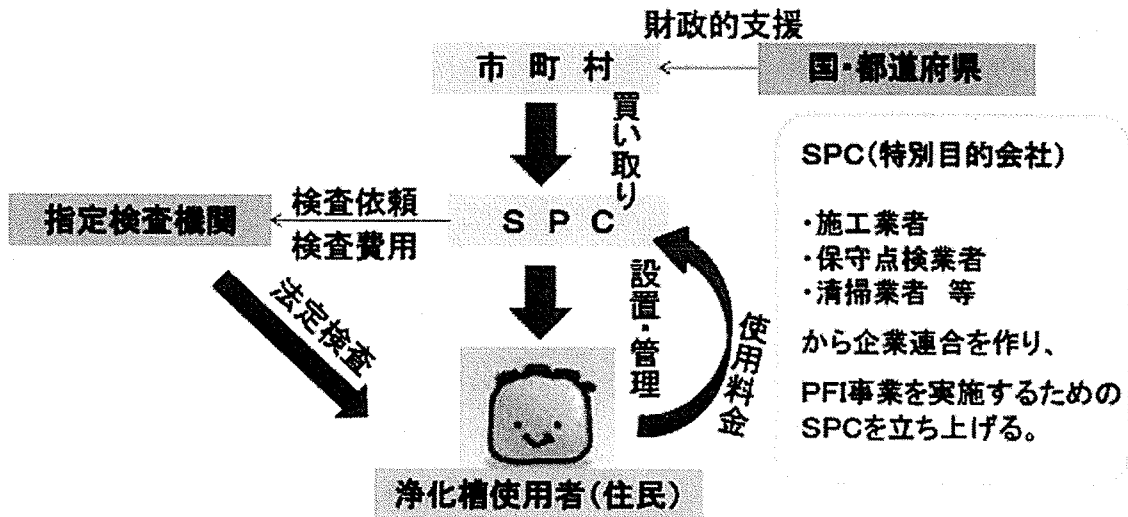 財政的支援
市町村
国・都道府県
買い取り
SPC(特別目的会社)
・施工業者
・保守点検業者
・清掃業者 等
から企業連合を作り、
PFI事業を実施するための
SPCを立ち上げる。
指定検査機関
検査依頼
検査費用
SPC
法定検査
設置・管理
使用料金
浄化槽使用者(住民)